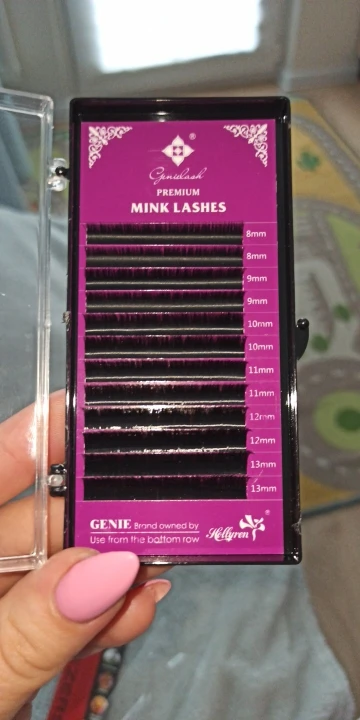 ®
Genielash
PREMIUM
MINK LASHES
8mm
8mm
9mm
9mm
10mm
10mm
11mm
11mm
12mm
12mm
13mm
13mm
GENIE Brand owned by
Use from the bottom row
Hollyren ®